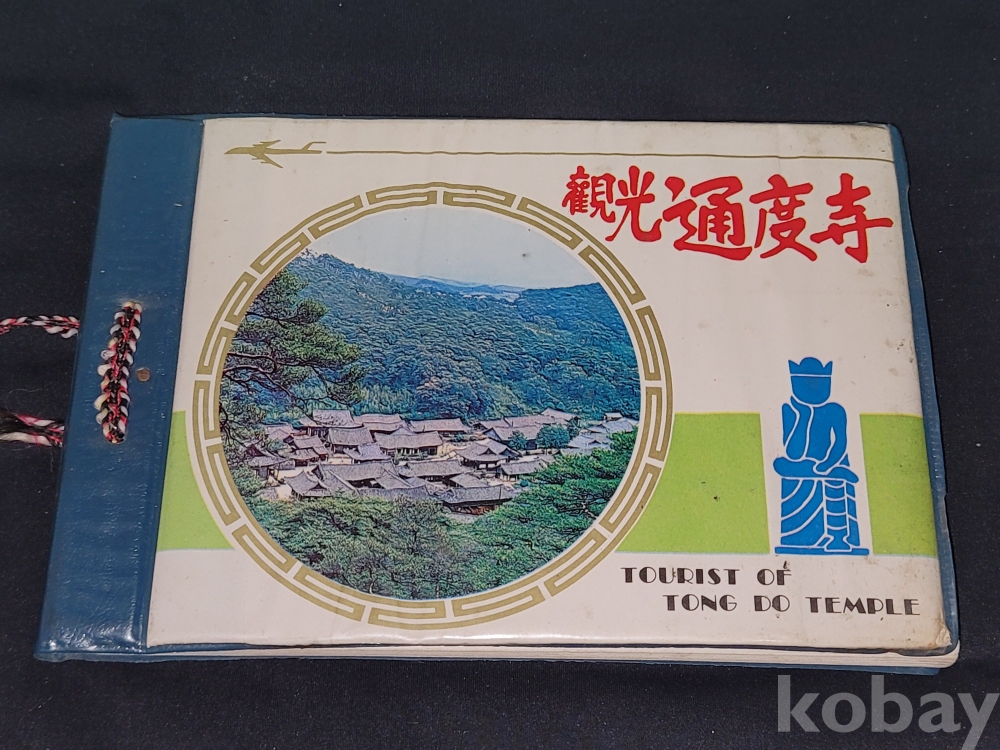 觀光通度寺
TOURIST OF
TONG DO TEMPLE
kobay